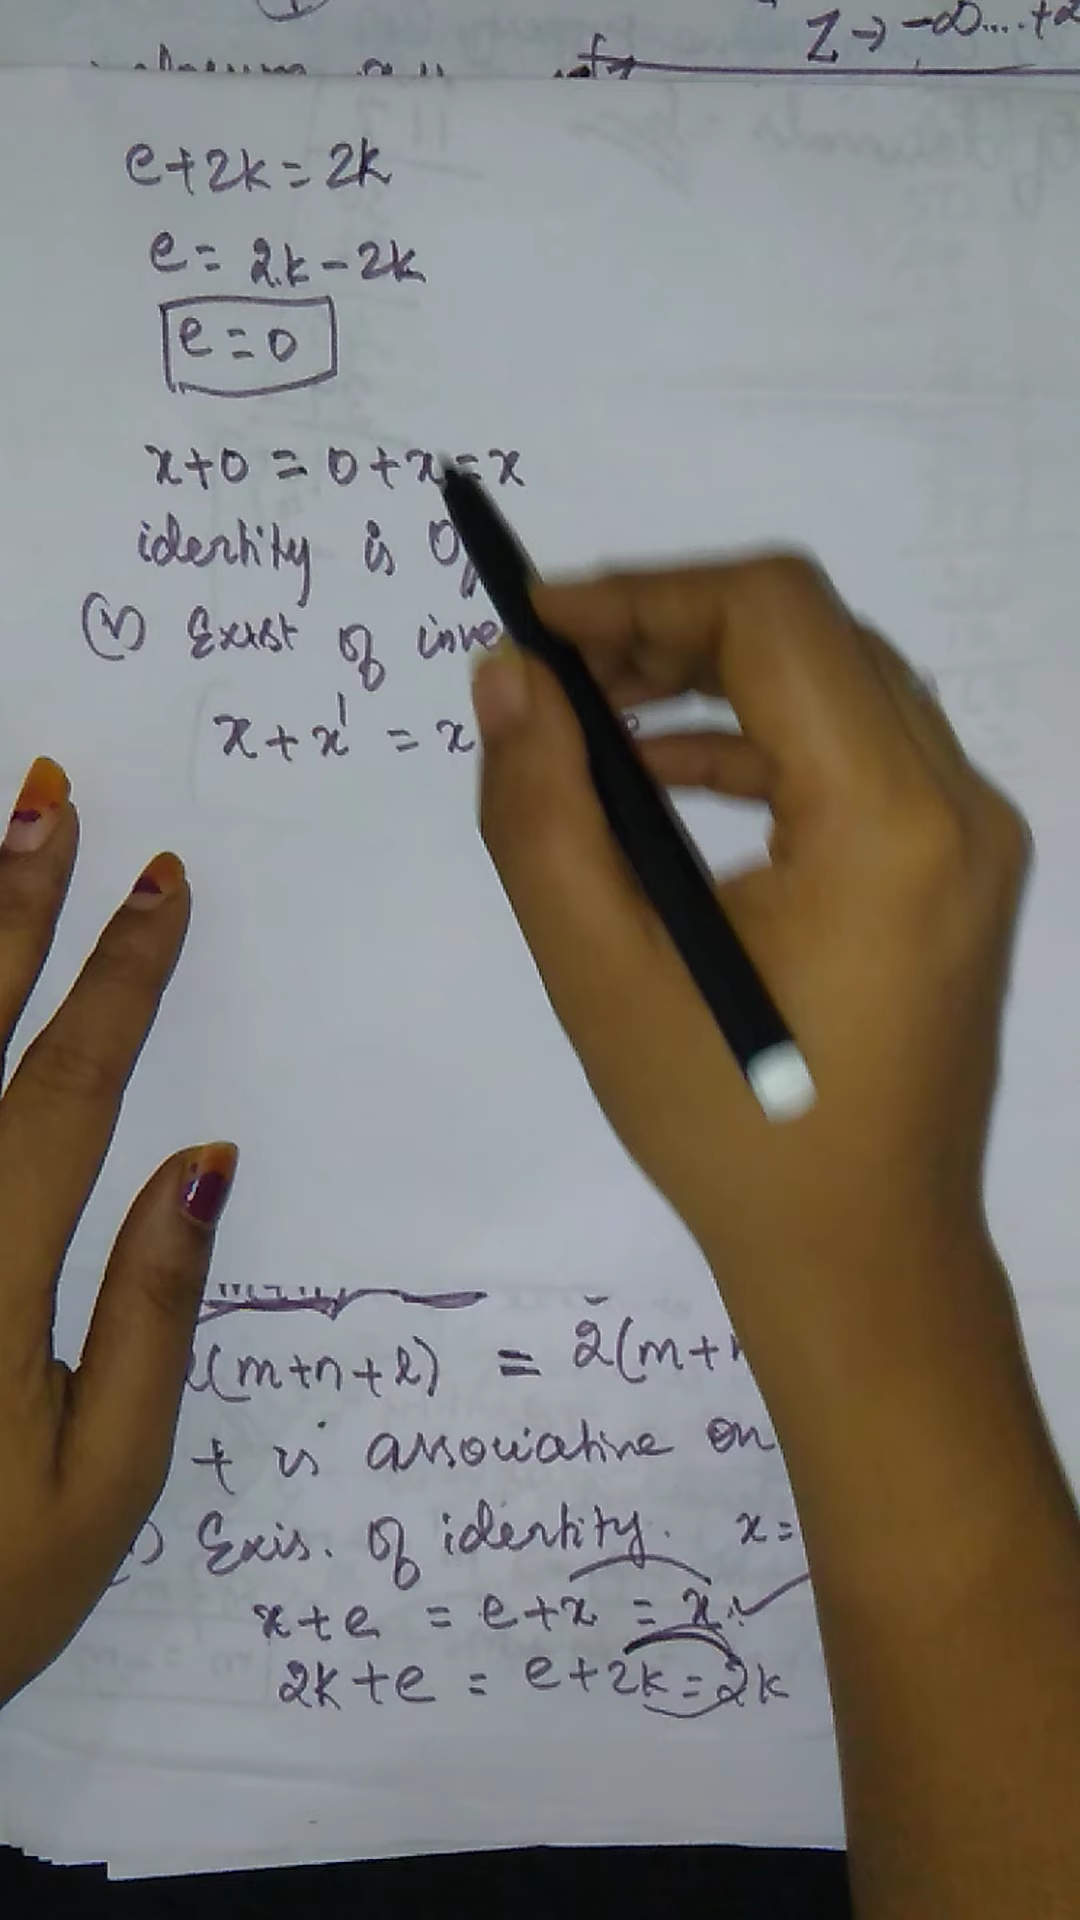 Z → -∞....+∞
e+2k = 2k
e = 2k - 2k
e = 0
x+0 = 0+x = x
identity is 0
Exist of inve
x + x' = x
(m+n+l) = 2(m+
+ is associative on
Exis. of identity. x =
x+e = e+x = x
2k+e = e+2k = 2k